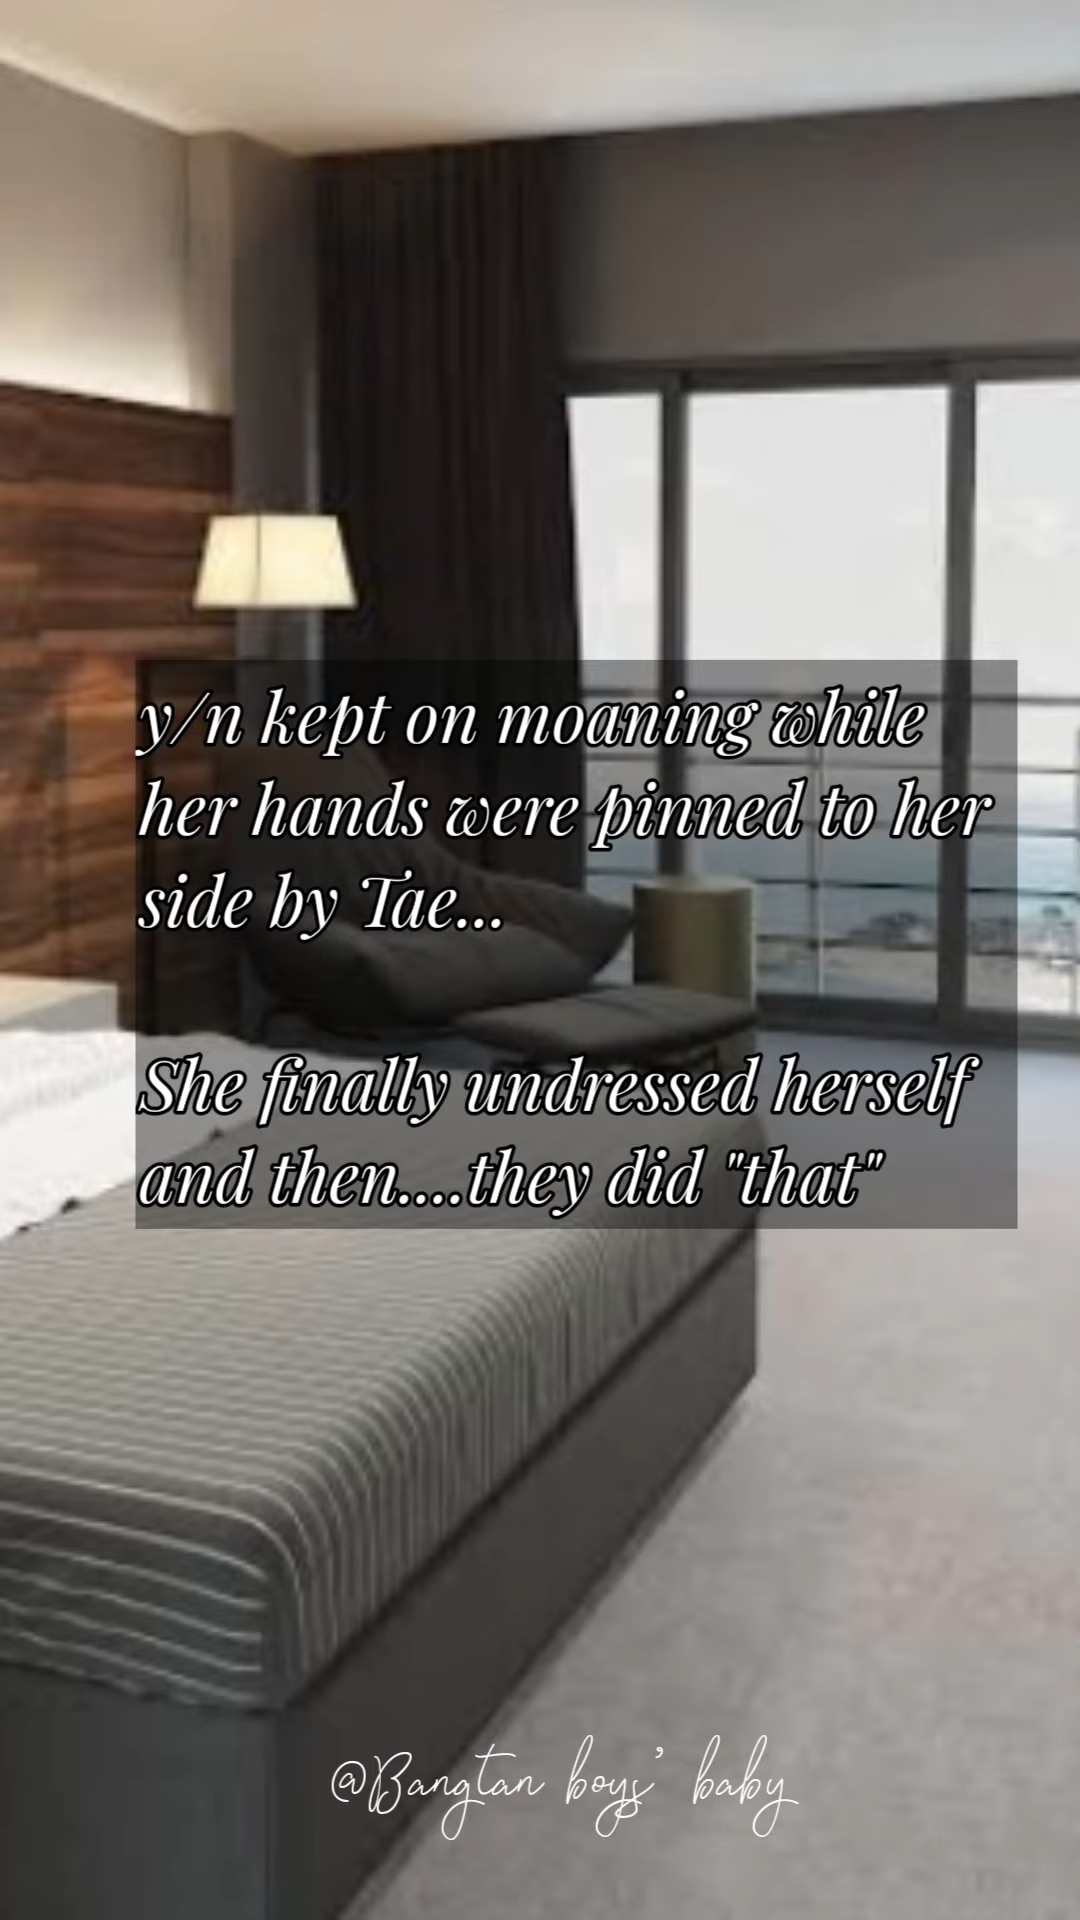 y/n kept on moaning while
her hands were pinned to her
side by Tae...
She finally undressed herself
and then....they did "that"
@Bangtan boys' baby